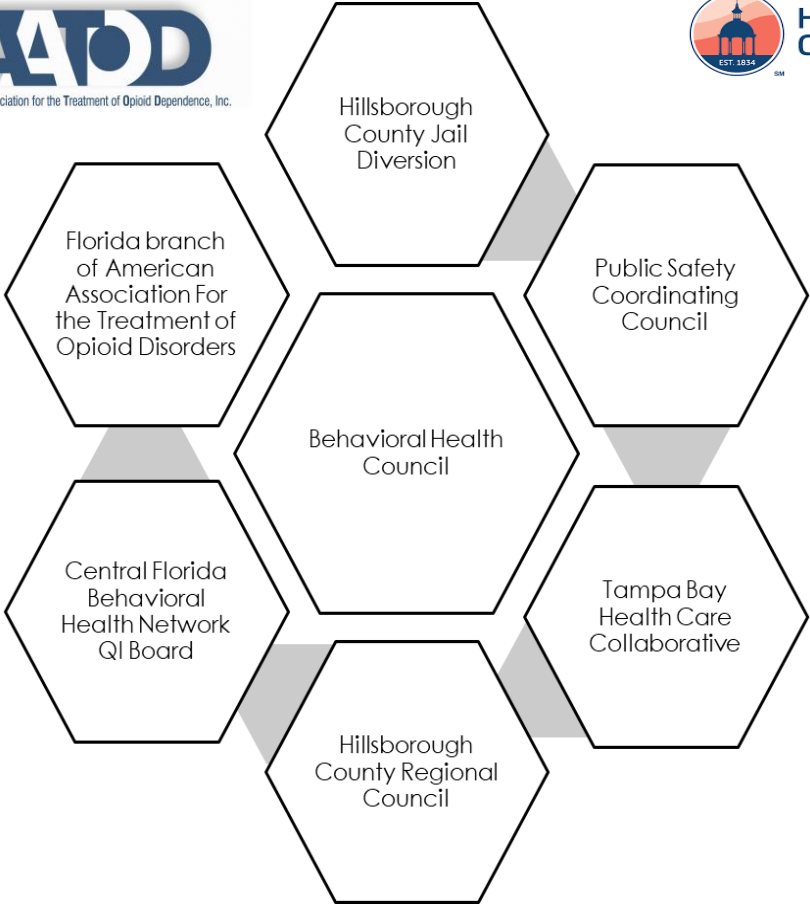 AATOD
ciation for the Treatment of Opioid Dependence, Inc.
EST. 1834
SM
Hillsborough
County Jail
Diversion
Florida branch
of American
Association For
the Treatment of
Opioid Disorders
Public Safety
Coordinating
Council
Behavioral Health
Council
Central Florida
Behavioral
Health Network
QI Board
Tampa Bay
Health Care
Collaborative
Hillsborough
County Regional
Council